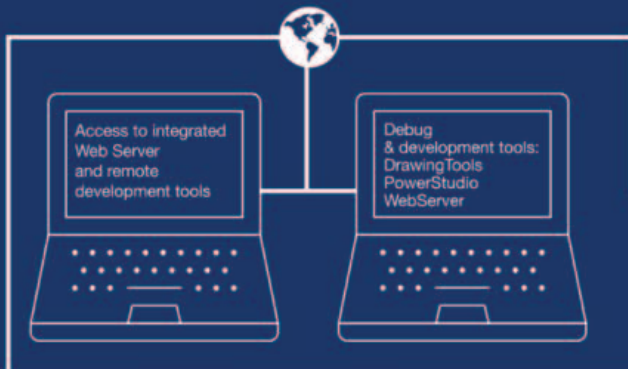 Access to integrated
Web Server
and remote
development tools
Debug
& development tools:
DrawingTools
PowerStudio
WebServer